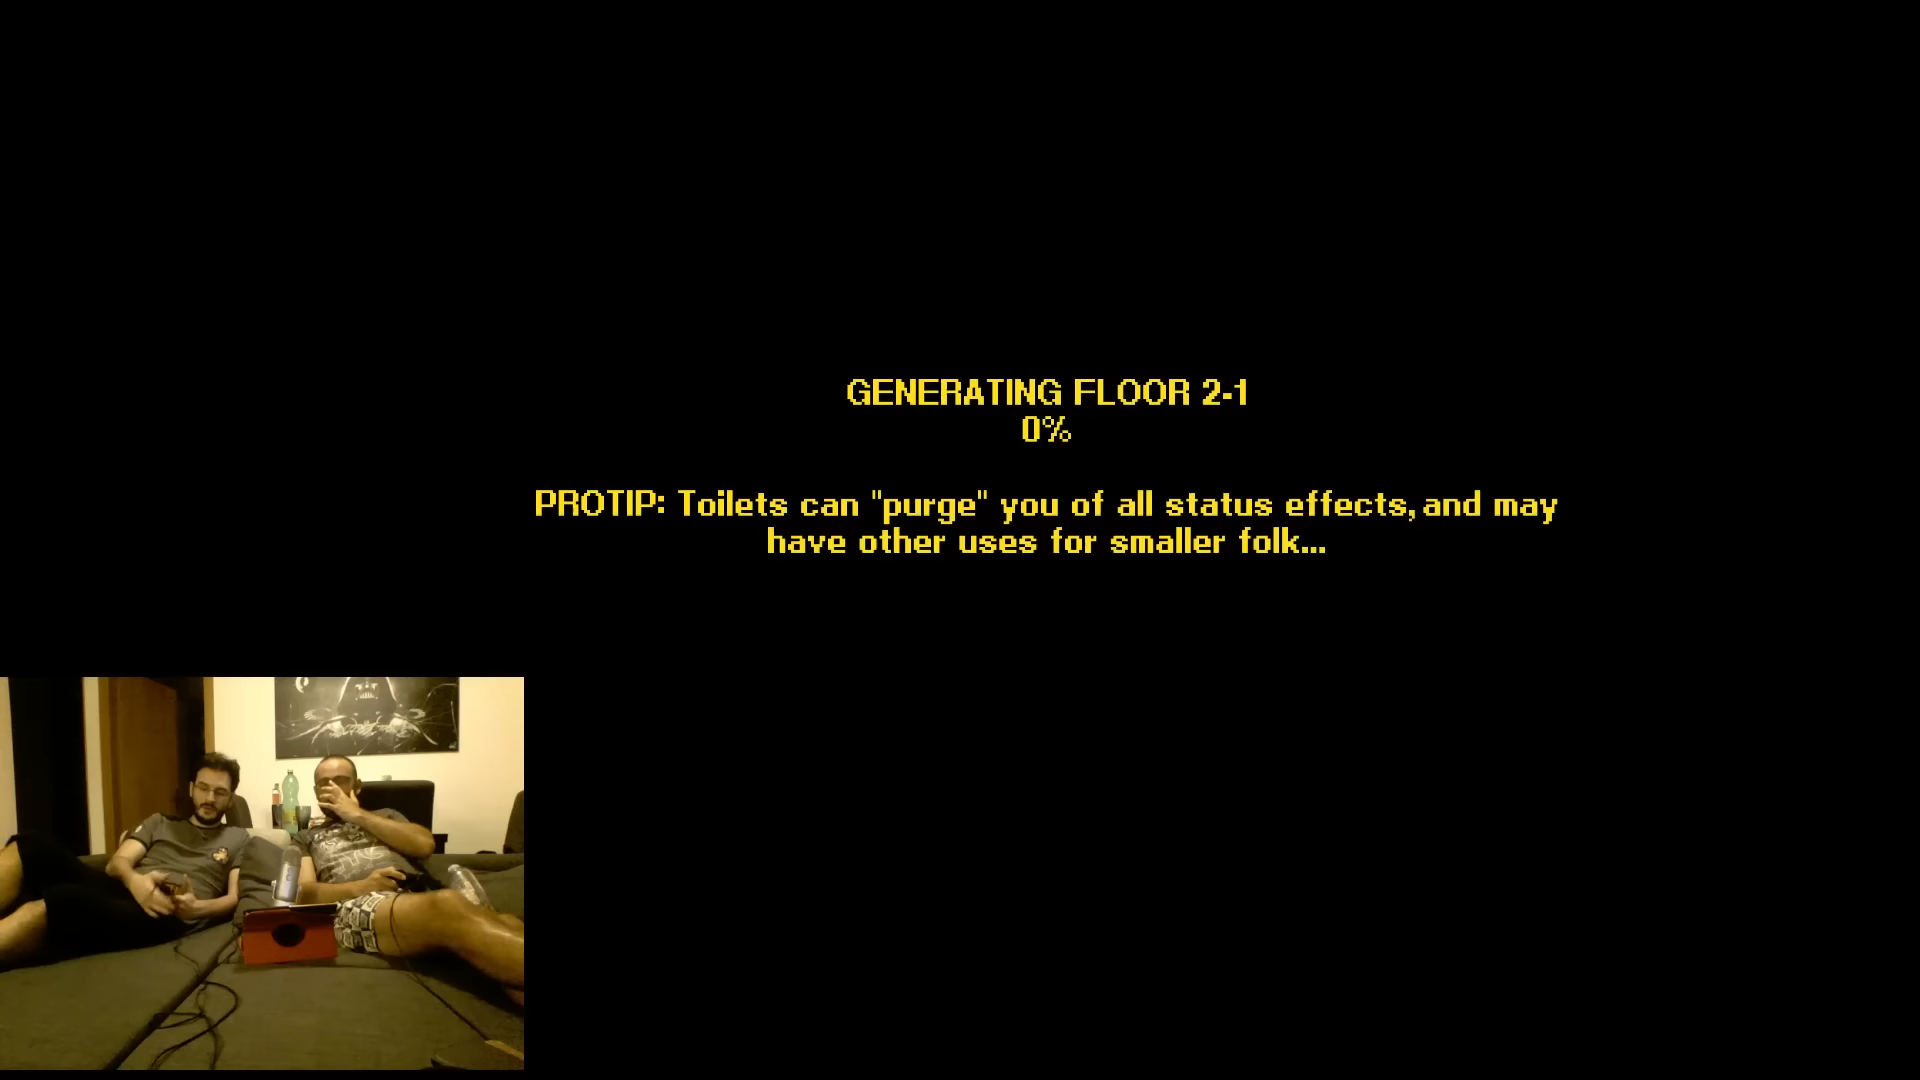 GENERATING FLOOR 2-1
0%
PROTIP: Toilets can "purge" you of all status effects, and may
have other uses for smaller folk...